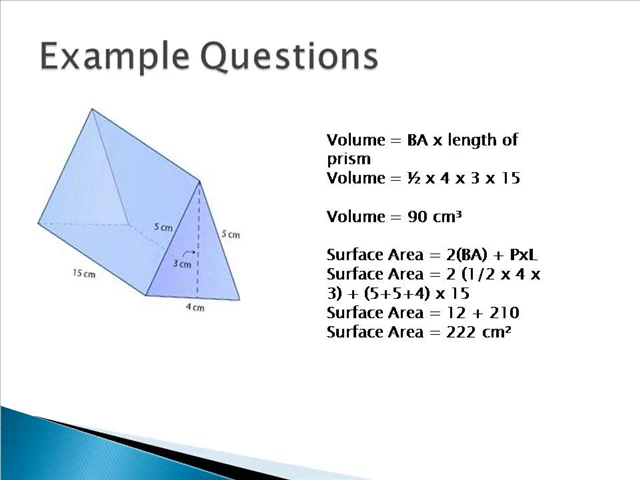 Example Questions
Volume = BA x length of
prism
Volume = ½ x 4 x 3 x 15
Volume = 90 cm³
Surface Area = 2(BA) + PxL
Surface Area = 2 (1/2 x 4 x
3) + (5+5+4) x 15
Surface Area = 12 + 210
Surface Area = 222 cm²
5 cm
5 cm
3 cm
15 cm
4 cm